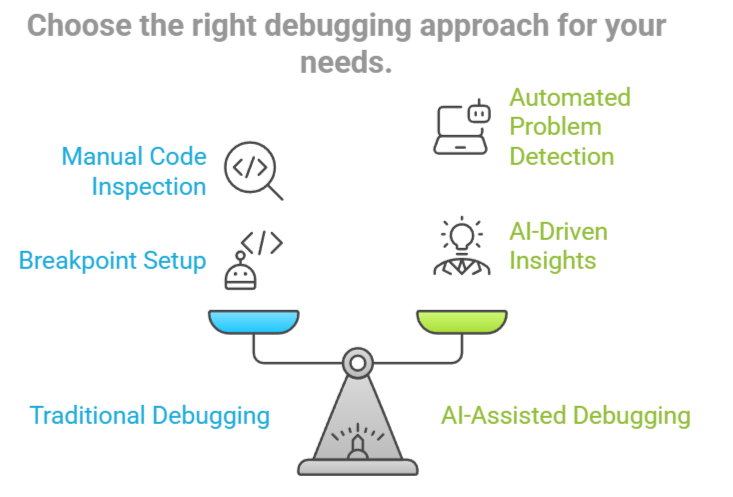 Choose the right debugging approach for your
needs.
Manual Code
Inspection
Breakpoint Setup
Automated
Problem
Detection
AI-Driven
Insights
Traditional Debugging
AI-Assisted Debugging